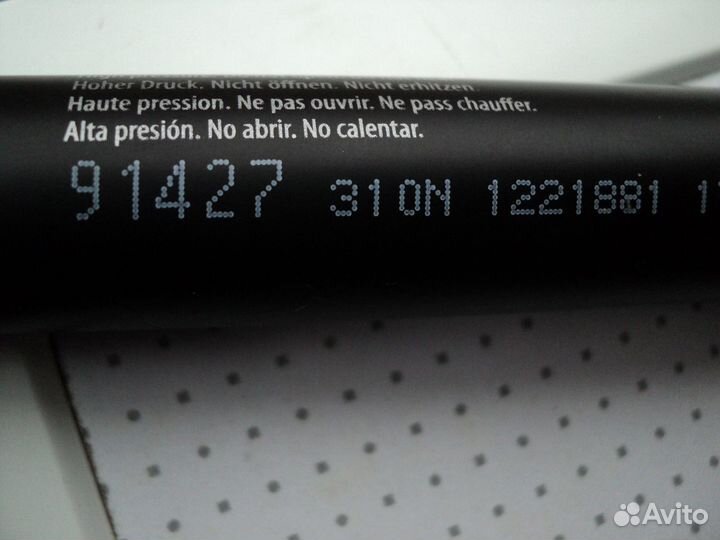 Hoher Druck. Nicht öffnen. Nicht erhitzen.
Haute pression. Ne pas ouvrir. Ne pass chauffer.
Alta presión. No abrir. No calentar.
91427 310N 1221881
Avito